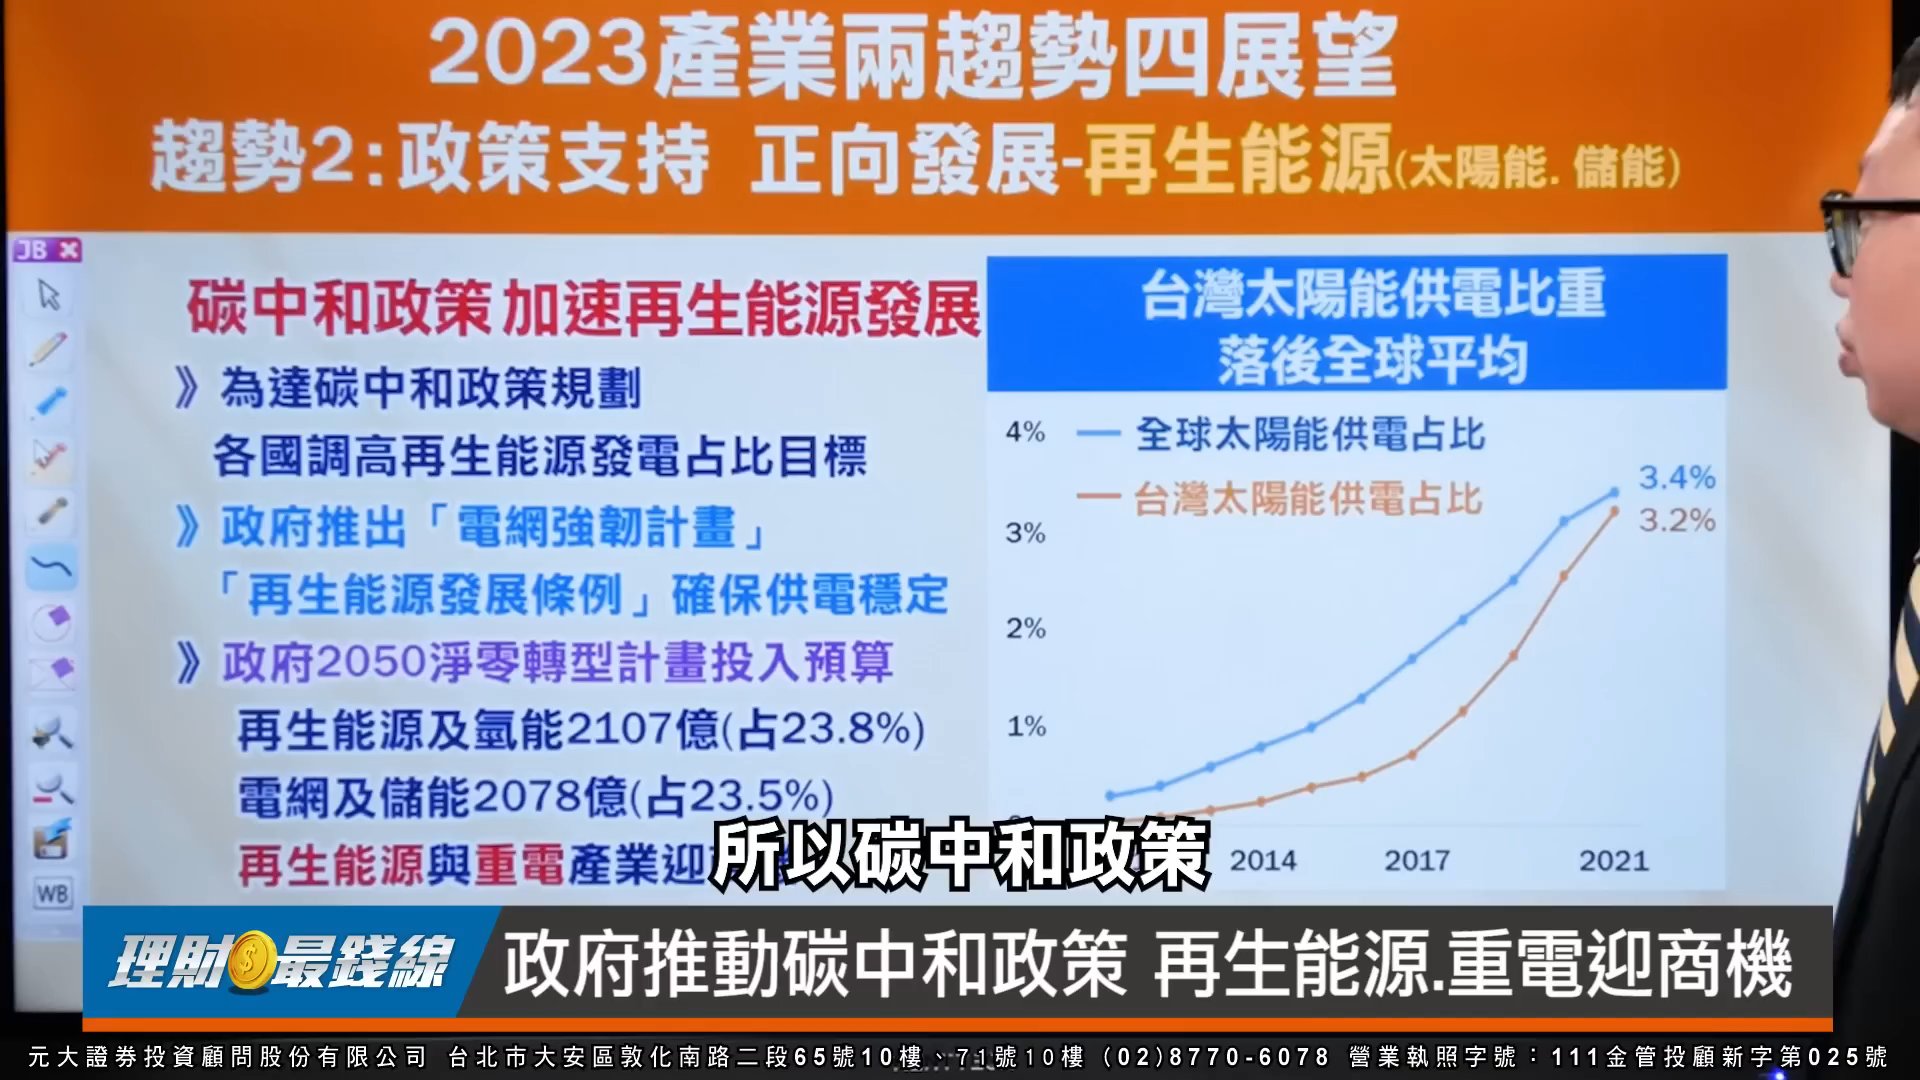 2023產業兩趨勢四展望
趨勢2:政策支持 正向發展-再生能源(太陽能.儲能)
JB
碳中和政策加速再生能源發展
》為達碳中和政策規劃
各國調高再生能源發電占比目標
》政府推出「電網強韌計畫」
「再生能源發展條例」確保供電穩定
》政府2050淨零轉型計畫投入預算
再生能源及氫能2107億(占23.8%)
電網及儲能2078億(占23.5%)
再生能源與重電產業迎
WB
台灣太陽能供電比重
落後全球平均
4%
全球太陽能供電占比
台灣太陽能供電占比
3.4%
3.2%
3%
2%
1%
2014 2017 2021
所以碳中和政策
理財最錢線
政府推動碳中和政策 再生能源.重電迎商機
元大證券投資顧問股份有限公司 台北市大安區敦化南路二段65號10樓、71號10樓 (02)8770-6078 營業執照字號：111金管投顧新字第025號